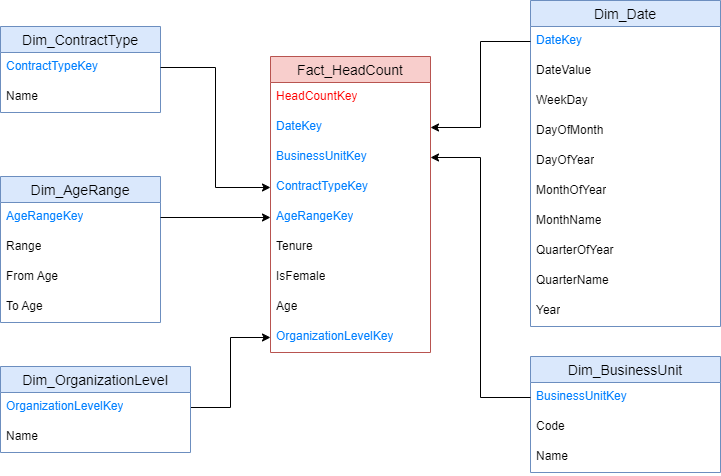 Dim_ContractType
ContractTypeKey
Name
Dim_AgeRange
AgeRangeKey
Range
From Age
To Age
Dim_OrganizationLevel
OrganizationLevelKey
Name
Fact_HeadCount
HeadCountKey
DateKey
BusinessUnitKey
ContractTypeKey
AgeRangeKey
Tenure
IsFemale
Age
OrganizationLevelKey
Dim_Date
DateKey
DateValue
WeekDay
DayOfMonth
DayOfYear
MonthOfYear
MonthName
QuarterOfYear
QuarterName
Year
Dim_BusinessUnit
BusinessUnitKey
Code
Name